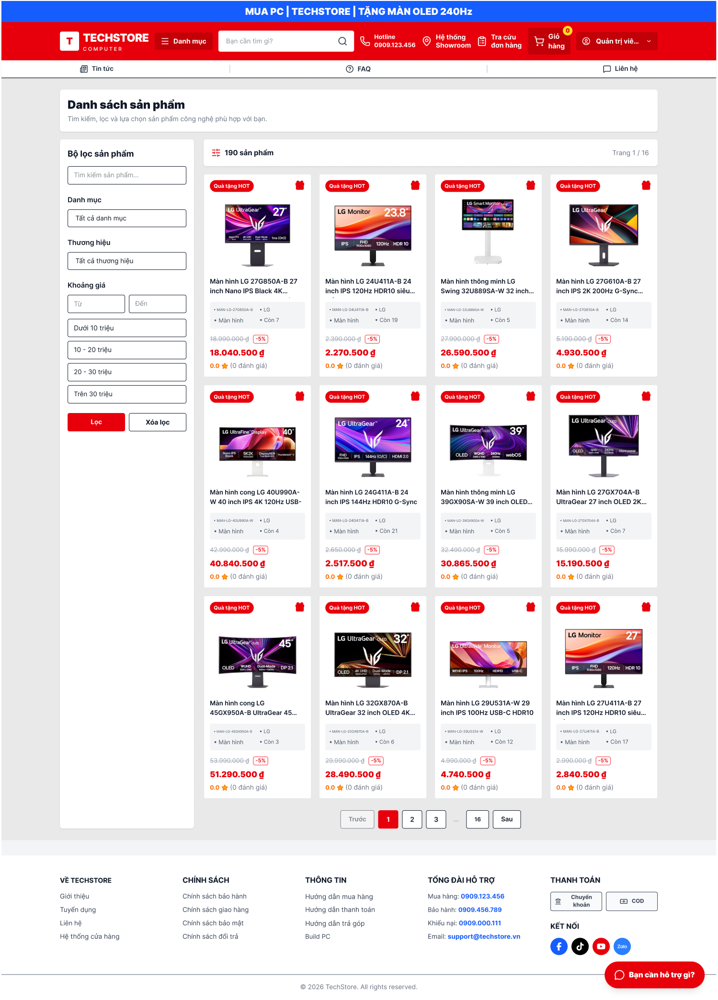 MUA PC | TECHSTORE | TẶNG MÀN OLED 240Hz
T
TECHSTORE
COMPUTER
Danh mục
Bạn cần tìm gì?
Hotline
0909.123.456
Hệ thống
Showroom
Tra cứu
đơn hàng
Giỏ
hàng
0
Quản trị viê...
Tin tức
FAQ
Liên hệ
Danh sách sản phẩm
Tìm kiếm, lọc và lựa chọn sản phẩm công nghệ phù hợp với bạn.
Bộ lọc sản phẩm
Tìm kiếm sản phẩm...
Danh mục
Tất cả danh mục
Thương hiệu
Tất cả thương hiệu
Khoảng giá
Từ
Đến
Dưới 10 triệu
10 - 20 triệu
20 - 30 triệu
Trên 30 triệu
Lọc
Xóa lọc
190 sản phẩm
Trang 1 / 16
Quà tặng HOT
LG UltraGear™ 27"
Màn hình LG 27G850A-B 27
inch Nano IPS Black 4K...
• MAN-LG-27G850A-B • LG
• Màn hình • Còn 7
18.990.000 ₫ -5%
18.040.500 ₫
0.0 (0 đánh giá)
Quà tặng HOT
LG Monitor 23.8"
IPS FHD 1920x1080 120Hz HDR 10
Màn hình LG 24U411A-B 24
inch IPS 120Hz HDR10 siêu...
• MAN-LG-24U411A-B • LG
• Màn hình • Còn 19
2.390.000 ₫ -5%
2.270.500 ₫
0.0 (0 đánh giá)
Quà tặng HOT
LG Smart Monitor Swing
webOS
Màn hình thông minh LG
Swing 32U889SA-W 32 inch...
• MAN-LG-32U889SA-W • LG
• Màn hình • Còn 5
27.990.000 ₫ -5%
26.590.500 ₫
0.0 (0 đánh giá)
Quà tặng HOT
LG UltraGear™
Màn hình LG 27G610A-B 27
inch IPS 2K 200Hz G-Sync...
• MAN-LG-27G610A-B • LG
• Màn hình • Còn 14
5.190.000 ₫ -5%
4.930.500 ₫
0.0 (0 đánh giá)
Quà tặng HOT
LG UltraFine™ Display 40"
Màn hình cong LG 40U990A-
W 40 inch IPS 4K 120Hz USB-
• MAN-LG-40U990A-W • LG
• Màn hình • Còn 4
42.990.000 ₫ -5%
40.840.500 ₫
0.0 (0 đánh giá)
Quà tặng HOT
LG UltraGear™ 24"
FHD 1920x1080 IPS 144Hz (O/C) HDMI 2.0
Màn hình LG 24G411A-B 24
inch IPS 144Hz HDR10 G-Sync
• MAN-LG-24G411A-B • LG
• Màn hình • Còn 21
2.650.000 ₫ -5%
2.517.500 ₫
0.0 (0 đánh giá)
Quà tặng HOT
LG UltraGear™ OLED 39"
OLED WQHD 3440 x 1440 240Hz 0.03ms webOS
Màn hình thông minh LG
39GX90SA-W 39 inch OLED...
• MAN-LG-39GX90SA-W • LG
• Màn hình • Còn 5
32.490.000 ₫ -5%
30.865.500 ₫
0.0 (0 đánh giá)
Quà tặng HOT
LG UltraGear™ OLED
OLED QHD 2560 x 1440 240Hz 0.03ms Glare panel
Màn hình LG 27GX704A-B
UltraGear 27 inch OLED 2K...
• MAN-LG-27GX704A-B • LG
• Màn hình • Còn 7
15.990.000 ₫ -5%
15.190.500 ₫
0.0 (0 đánh giá)
Quà tặng HOT
LG UltraGear™ OLED 45"
OLED WUHD 5120 x 2160 Dual-Mode DP 2.1
Màn hình cong LG
45GX950A-B UltraGear 45...
• MAN-LG-45GX950A-B • LG
• Màn hình • Còn 3
53.990.000 ₫ -5%
51.290.500 ₫
0.0 (0 đánh giá)
Quà tặng HOT
LG UltraGear™ OLED 32"
OLED 4K UHD 3840x2160 Dual-Mode DP 2.1
Màn hình LG 32GX870A-B
UltraGear 32 inch OLED 4K...
• MAN-LG-32GX870A-B • LG
• Màn hình • Còn 6
29.990.000 ₫ -5%
28.490.500 ₫
0.0 (0 đánh giá)
Quà tặng HOT
LG UltraWide™ Monitor
WFHD IPS 100Hz HDR10 USB-C
Màn hình LG 29U531A-W 29
inch IPS 100Hz USB-C HDR10
• MAN-LG-29U531A-W • LG
• Màn hình • Còn 12
4.990.000 ₫ -5%
4.740.500 ₫
0.0 (0 đánh giá)
Quà tặng HOT
LG Monitor 27"
IPS FHD 1920x1080 120Hz HDR 10
Màn hình LG 27U411A-B 27
inch IPS 120Hz HDR10 siêu...
• MAN-LG-27U411A-B • LG
• Màn hình • Còn 17
2.990.000 ₫ -5%
2.840.500 ₫
0.0 (0 đánh giá)
Trước 1 2 3 ... 16 Sau
VỀ TECHSTORE
Giới thiệu
Tuyển dụng
Liên hệ
Hệ thống cửa hàng
CHÍNH SÁCH
Chính sách bảo hành
Chính sách giao hàng
Chính sách bảo mật
Chính sách đổi trả
THÔNG TIN
Hướng dẫn mua hàng
Hướng dẫn thanh toán
Hướng dẫn trả góp
Build PC
TỔNG ĐÀI HỖ TRỢ
Mua hàng: 0909.123.456
Bảo hành: 0909.456.789
Khiếu nại: 0909.000.111
Email: support@techstore.vn
THANH TOÁN
Chuyển
khoản
COD
KẾT NỐI
Zalo
Bạn cần hỗ trợ gì?
© 2026 TechStore. All rights reserved.